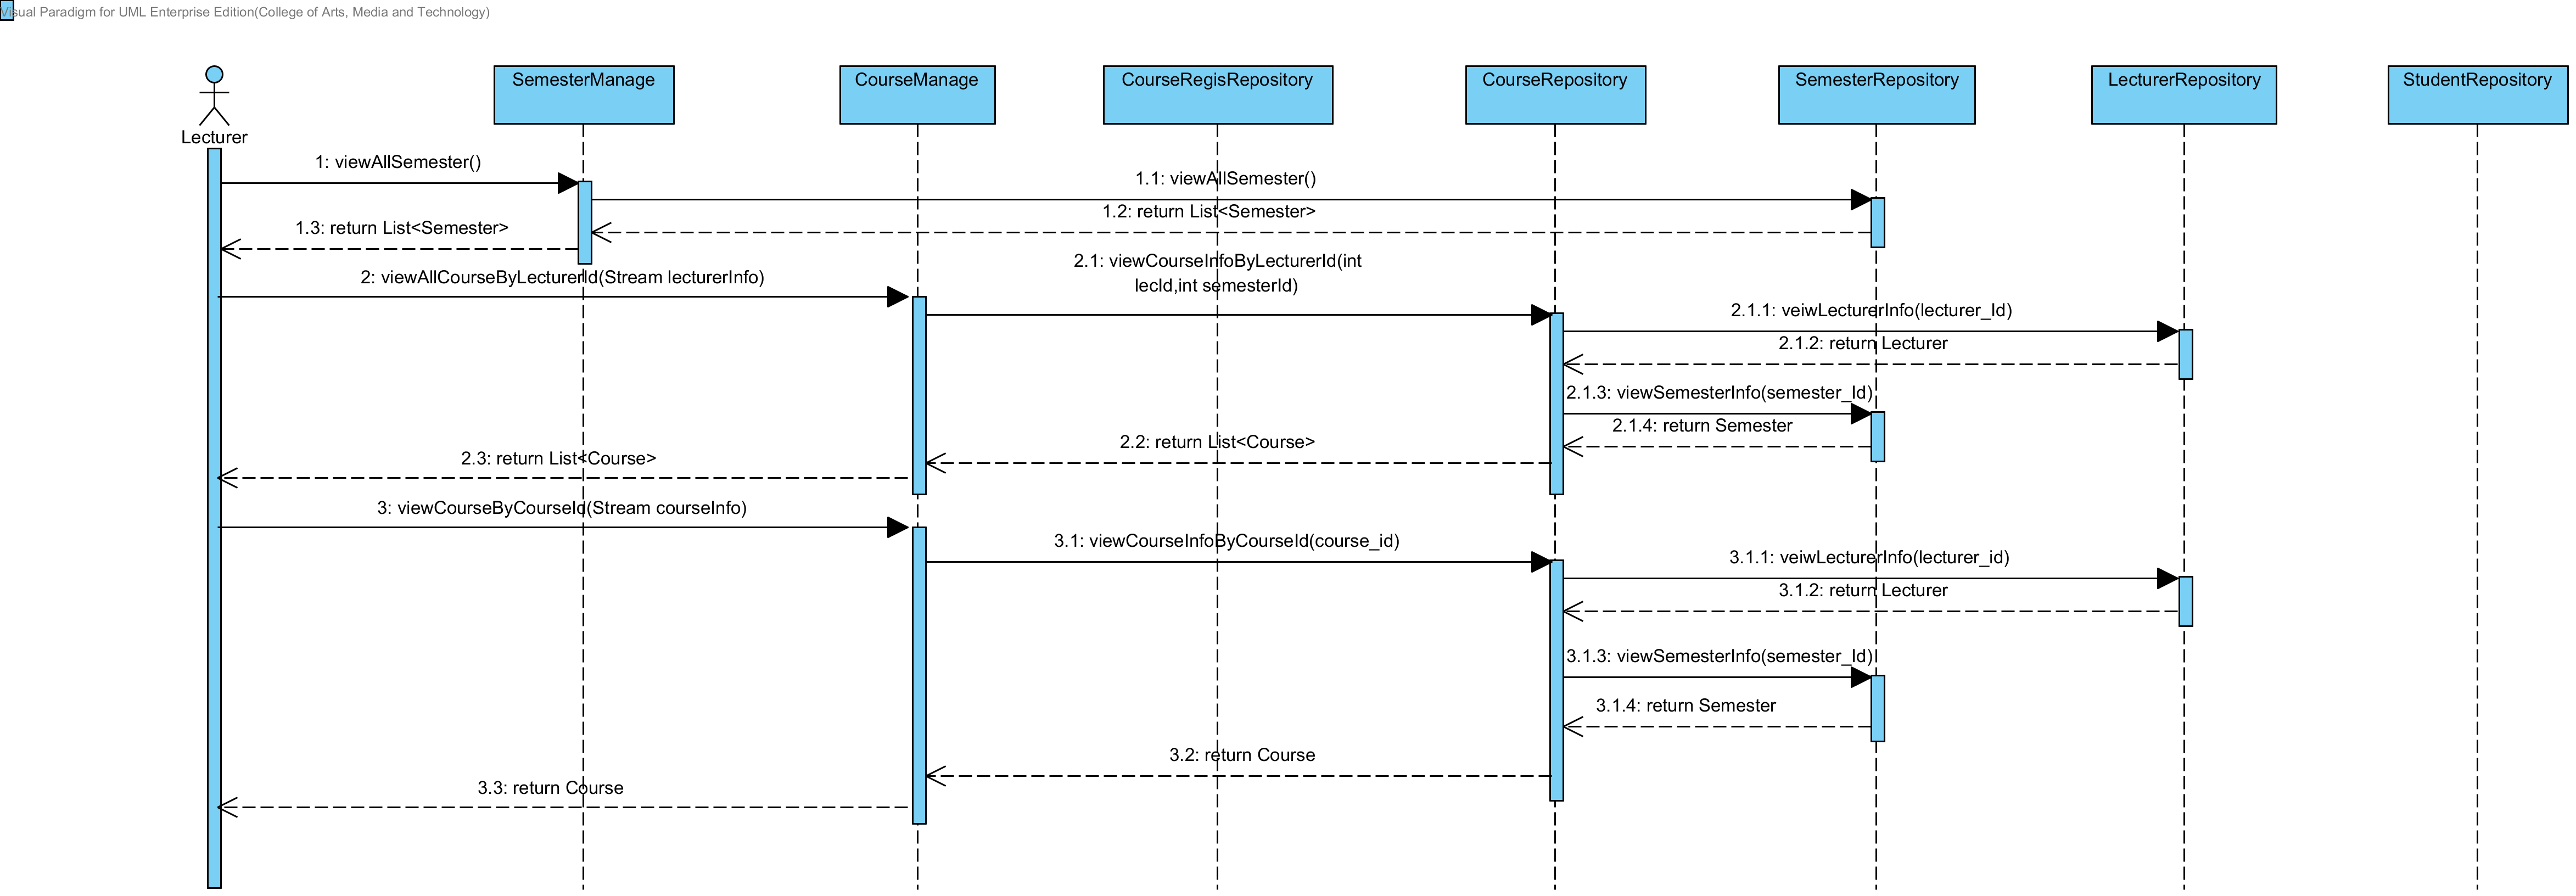 Visual Paradigm for UML Enterprise Edition(College of Arts, Media and Technology)
Lecturer
SemesterManage
CourseManage
CourseRegisRepository
CourseRepository
SemesterRepository
LecturerRepository
StudentRepository
1: viewAllSemester()
1.1: viewAllSemester()
1.2: return List<Semester>
1.3: return List<Semester>
2: viewAllCourseByLecturerId(Stream lecturerInfo)
2.1: viewCourseInfoByLecturerId(int
lecId,int semesterId)
2.1.1: veiwLecturerInfo(lecturer_Id)
2.1.2: return Lecturer
2.1.3: viewSemesterInfo(semester_Id)
2.1.4: return Semester
2.2: return List<Course>
2.3: return List<Course>
3: viewCourseByCourseId(Stream courseInfo)
3.1: viewCourseInfoByCourseId(course_id)
3.1.1: veiwLecturerInfo(lecturer_id)
3.1.2: return Lecturer
3.1.3: viewSemesterInfo(semester_Id)
3.1.4: return Semester
3.2: return Course
3.3: return Course